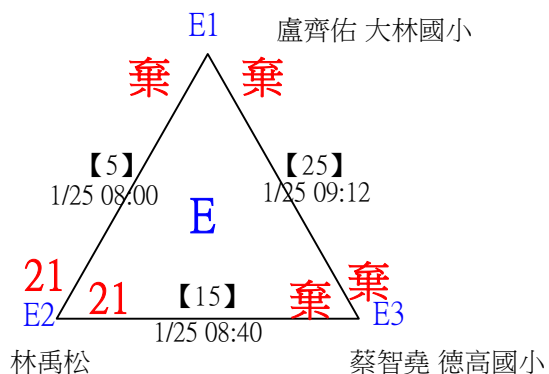 E1
盧齊佑 大林國小
棄 棄
【5】 【25】
1/25 08:00 1/25 09:12
E
21 21 【15】 棄 棄
E2 E3
1/25 08:40
林禹松 蔡智堯 德高國小